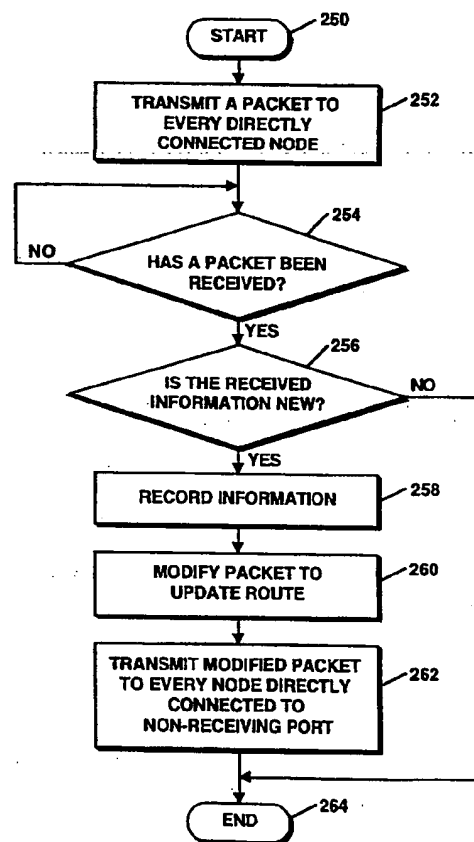 START
250
TRANSMIT A PACKET TO
EVERY DIRECTLY
CONNECTED NODE
252
254
NO
HAS A PACKET BEEN
RECEIVED?
YES
256
IS THE RECEIVED
INFORMATION NEW?
NO
YES
RECORD INFORMATION
258
MODIFY PACKET TO
UPDATE ROUTE
260
TRANSMIT MODIFIED PACKET
TO EVERY NODE DIRECTLY
CONNECTED TO
NON-RECEIVING PORT
262
END
264